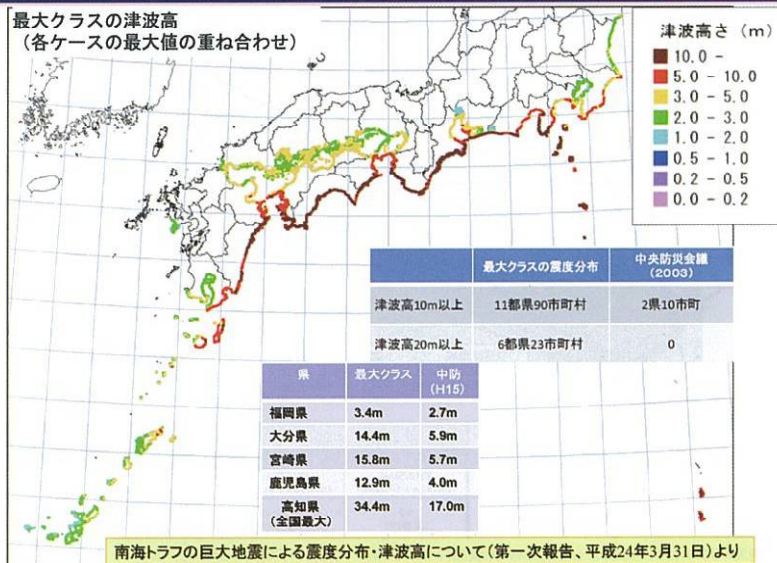 最大クラスの津波高
(各ケースの最大値の重ね合わせ)
津波高さ (m)
10.0 -
5.0 - 10.0
3.0 - 5.0
2.0 - 3.0
1.0 - 2.0
0.5 - 1.0
0.2 - 0.5
0.0 - 0.2
最大クラスの震度分布 中央防災会議
(2003)
津波高10m以上 11都県90市町村 2県10市町
津波高20m以上 6都県23市町村 0
県 最大クラス 中防
(H15)
福岡県 3.4m 2.7m
大分県 14.4m 5.9m
宮崎県 15.8m 5.7m
鹿児島県 12.9m 4.0m
高知県 34.4m 17.0m
(全国最大)
南海トラフの巨大地震による震度分布・津波高について(第一次報告、平成24年3月31日)より